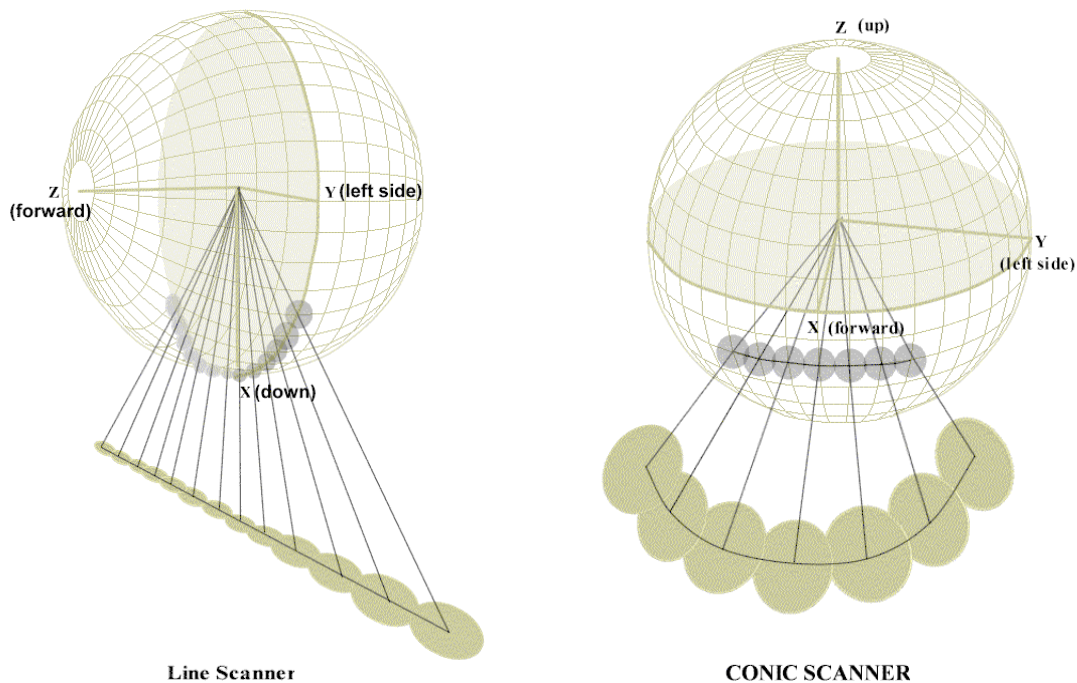 Z
(forward)
Y (left side)
X (down)
Line Scanner
Z (up)
Y
(left side)
X (forward)
CONIC SCANNER